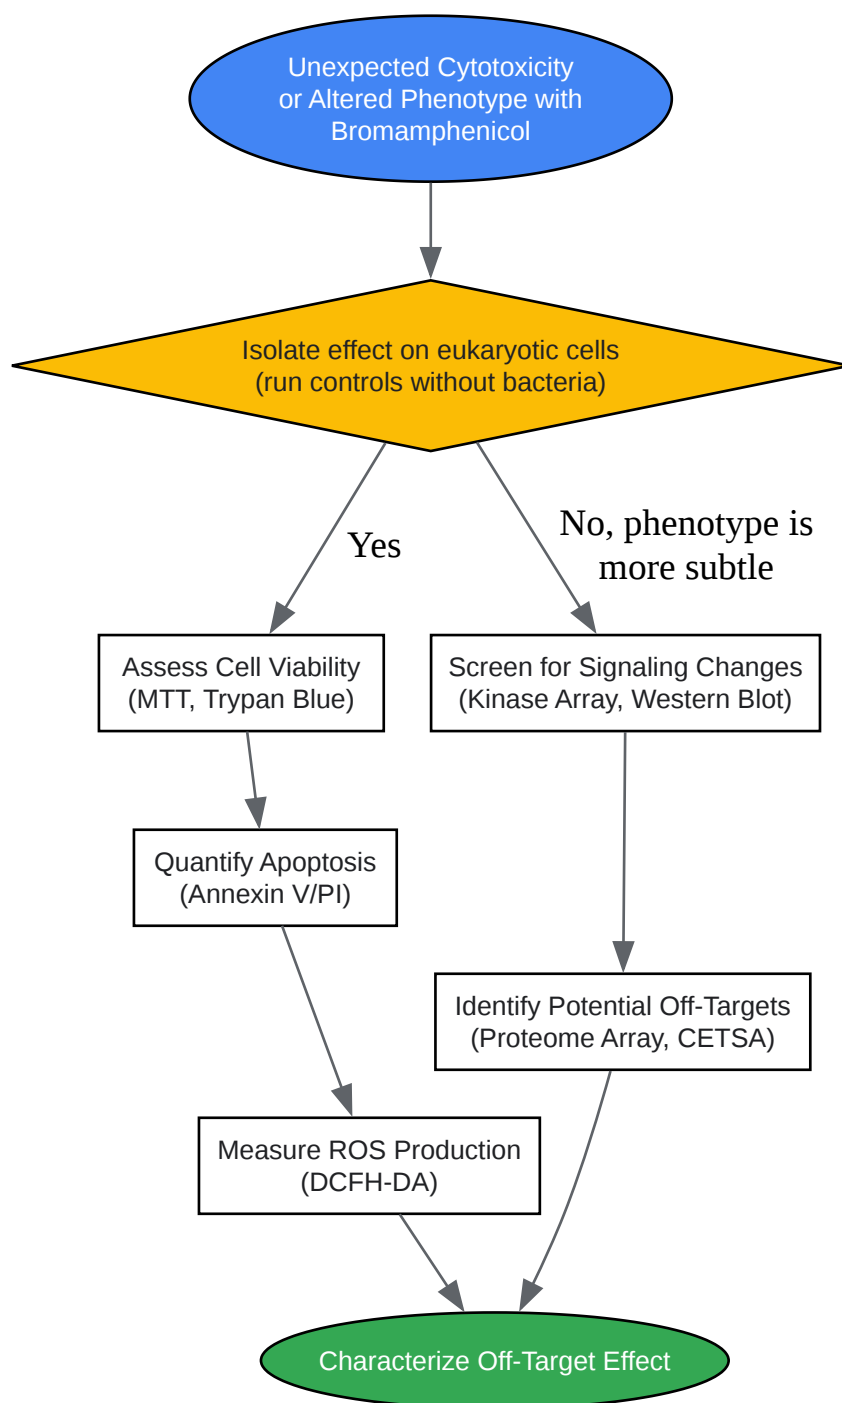 Unexpected Cytotoxicity
or Altered Phenotype with
Bromamphenicol
Isolate effect on eukaryotic cells
(run controls without bacteria)
Yes
No, phenotype is
more subtle
Assess Cell Viability
(MTT, Trypan Blue)
Screen for Signaling Changes
(Kinase Array, Western Blot)
Quantify Apoptosis
(Annexin V/PI)
Identify Potential Off-Targets
(Proteome Array, CETSA)
Measure ROS Production
(DCFH-DA)
Characterize Off-Target Effect